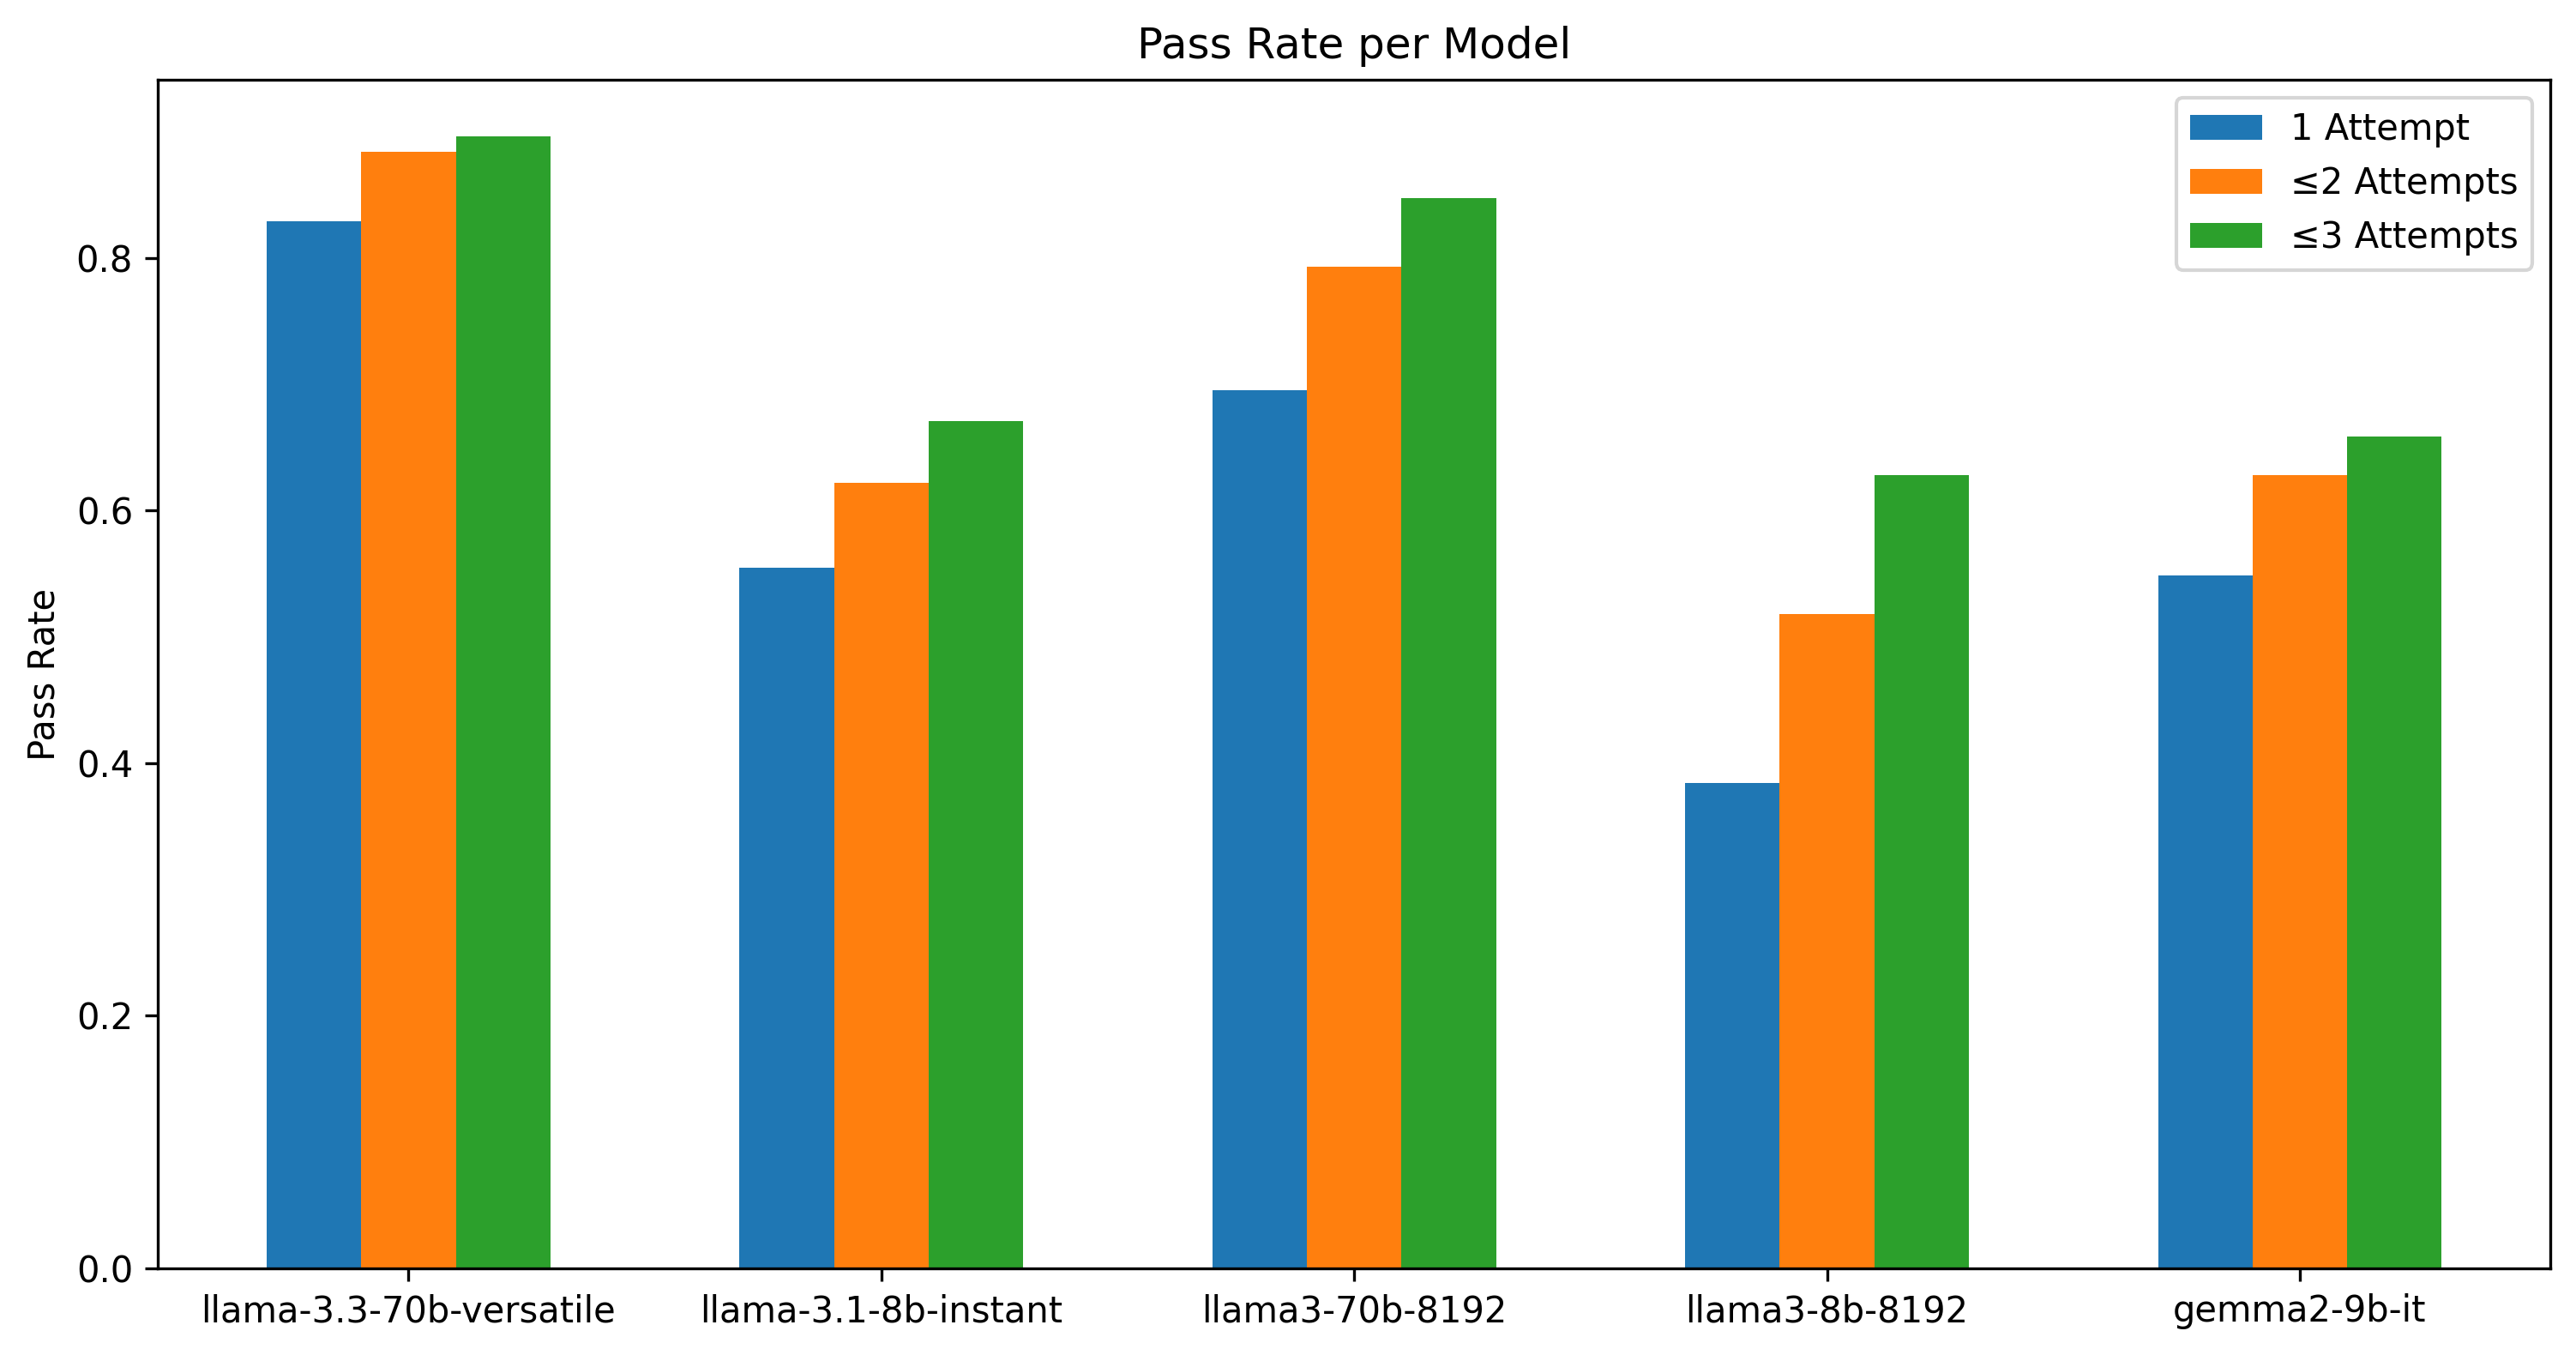 Pass Rate per Model
1 Attempt
≤2 Attempts
≤3 Attempts
Pass Rate
0.8
0.6
0.4
0.2
0.0
llama-3.3-70b-versatile
llama-3.1-8b-instant
llama3-70b-8192
llama3-8b-8192
gemma2-9b-it